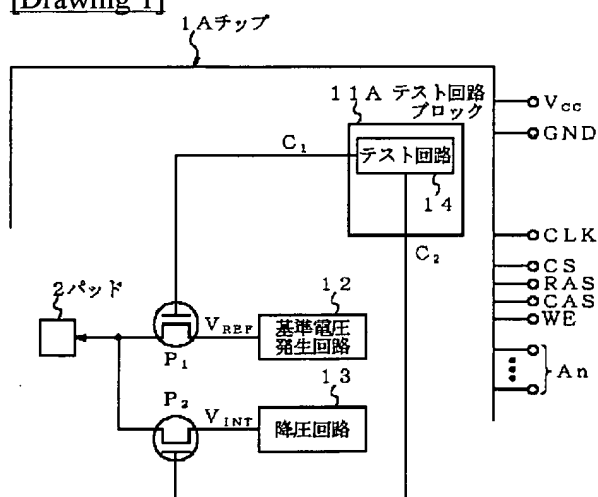 [Drawing 1]
1Aチップ
11A テスト回路
ブロック
テスト回路
14
C₁
C₂
Vcc
GND
CLK
CS
RAS
CAS
WE
An
2パッド
P₁
V_REF
12
基準電圧
発生回路
P₂
V_INT
13
降圧回路